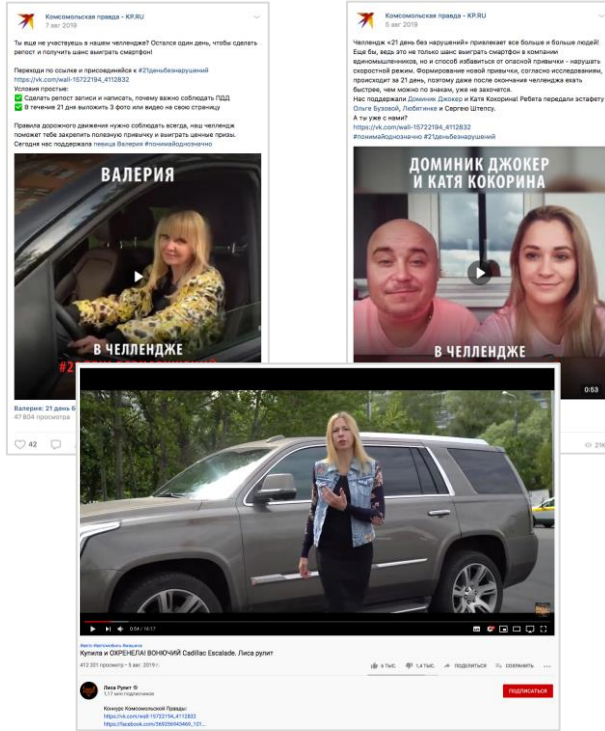 Комсомольская правда - KP.RU
7 авг 2019
Ты еще не участвуешь в нашем челлендже? Остался один день, чтобы сделать
репост и получить шанс выиграть смартфон!
Переходи по ссылке и присоединяйся к #21деньбезнарушений
https://vk.com/wall-15722194_4112832
Условия простые:
✅ Сделать репост записи и написать, почему важно соблюдать ПДД
✅ В течение 21 дня выложить 3 фото или видео на свою страницу
Правила дорожного движения нужно соблюдать всегда, наш челлендж
поможет тебе закрепить полезную привычку и выиграть ценные призы.
Сегодня нас поддержала певица Валерия #понимайоднозначно
ВАЛЕРИЯ
В ЧЕЛЛЕНДЖЕ
Валерия: 21 день б
47 804 просмотра
42
Комсомольская правда - KP.RU
5 авг 2019
Челлендж «21 день без нарушений» привлекает все больше и больше людей!
Еще бы, ведь это не только шанс выиграть смартфон в компании
единомышленников, но и способ избавиться от опасной привычки - нарушать
скоростной режим. Формирование новой привычки, согласно исследованиям,
происходит за 21 день, поэтому даже после окончания челленджа ехать
быстрее, чем можно по знакам, уже не захочется.
Нас поддержали Доминик Джокер и Катя Кокорина! Ребята передали эстафету
Ольге Бузовой, Любятинке и Сергею Штепсу.
А ты уже с нами?
https://vk.com/wall-15722194_4112832
#понимайоднозначно #21деньбезнарушений
ДОМИНИК ДЖОКЕР
И КАТЯ КОКОРИНА
В ЧЕЛЛЕНДЖЕ
0:53
0:04 / 16:17
Купила и ОХРЕНЕЛА! ВОНЮЧИЙ Cadillac Escalade. Лиса рулит
412 201 просмотр • 5 авг. 2019 г.
6 ТЫС.
1,4 ТЫС.
ПОДЕЛИТЬСЯ
СОХРАНИТЬ
Лиса Рулит
1,17 млн подписчиков
ПОДПИСАТЬСЯ
Конкурс Комсомольской Правды:
https://vk.com/wall-15722194_4112832